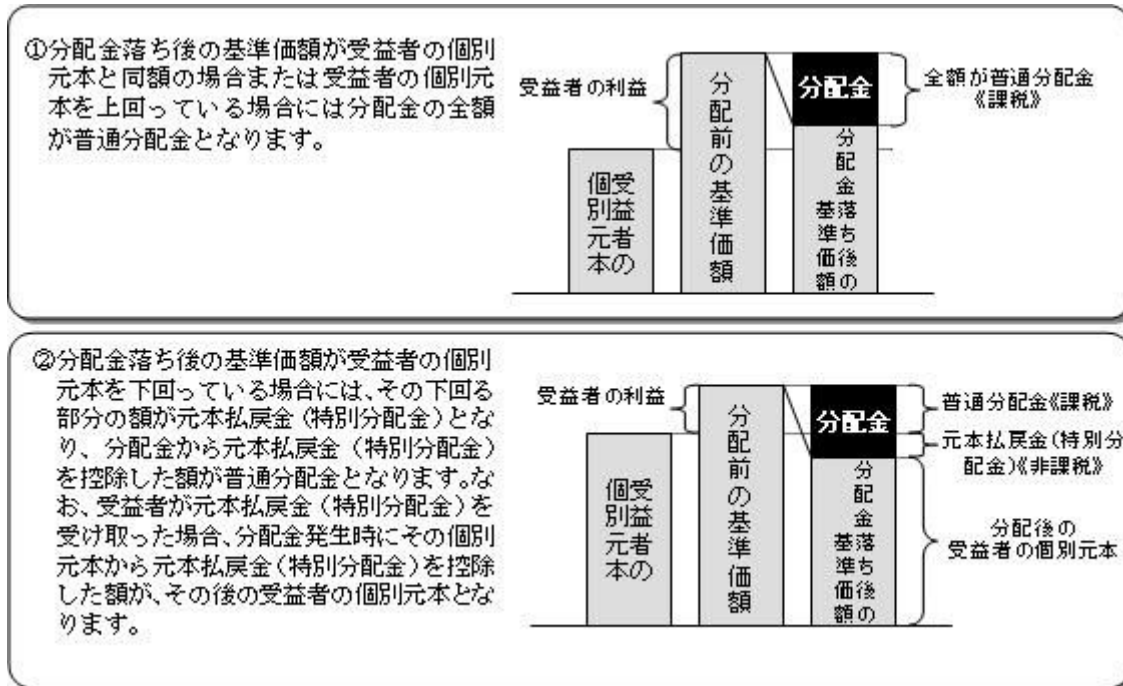 ①分配金落ち後の基準価額が受益者の個別
元本と同額の場合または受益者の個別元
本を上回っている場合には分配金の全額
が普通分配金となります。
受益者の利益
受益者の
個別元本
分配前の基準価額
分配金
分配金落ち後の
基準価額
全額が普通分配金
《課税》
②分配金落ち後の基準価額が受益者の個別
元本を下回っている場合には、その下回る
部分の額が元本払戻金(特別分配金)とな
り、分配金から元本払戻金(特別分配金)
を控除した額が普通分配金となります。な
お、受益者が元本払戻金(特別分配金)を
受け取った場合、分配金発生時にその個別
元本から元本払戻金(特別分配金)を控除
した額が、その後の受益者の個別元本とな
ります。
受益者の利益
受益者の
個別元本
分配前の基準価額
分配金
分配金落ち後の
基準価額
普通分配金《課税》
元本払戻金(特別分
配金)《非課税》
分配後の
受益者の個別元本